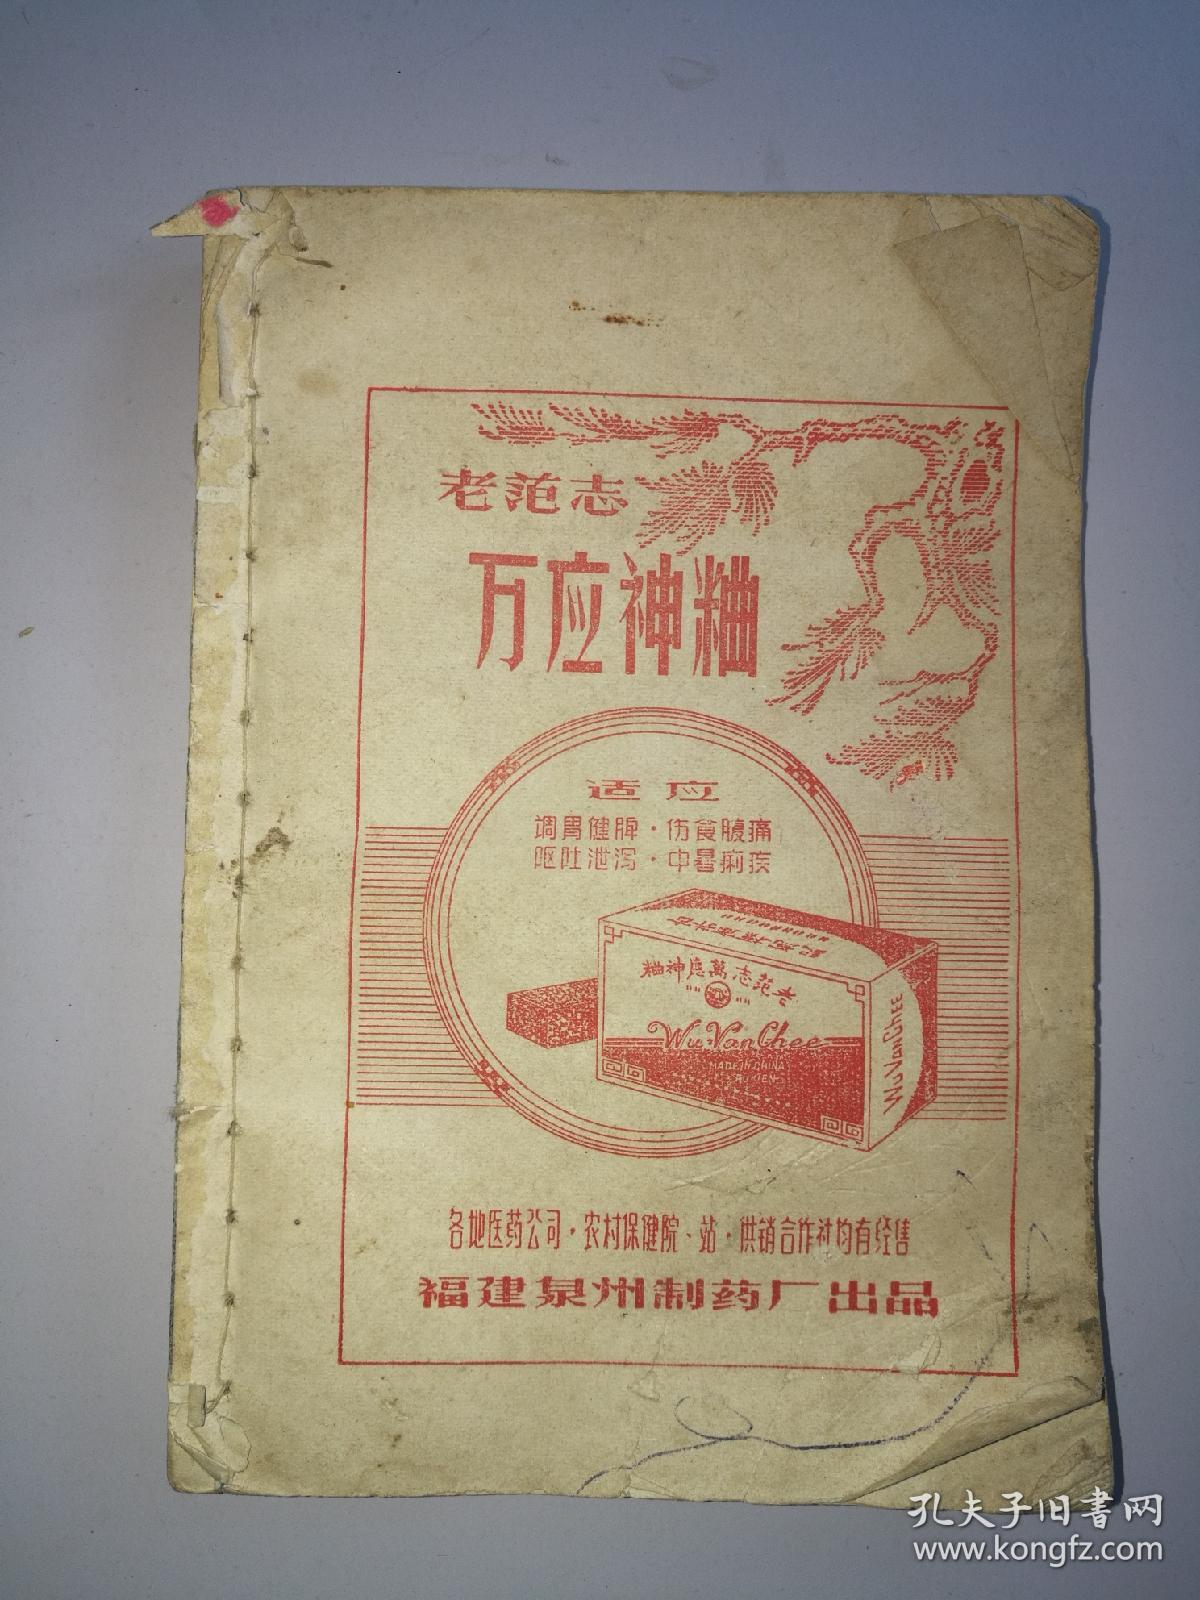 老范志
万应神粬
适应
调胃健脾·伤食腹痛
呕吐泄泻·中暑痢疾
老范志萬應神粬
Wu-Van Chee
MADE IN CHINA
Wu Van Chee
各地医药公司·农村保健院、站·供销合作社均有经售
福建泉州制药厂出品
孔夫子旧书网
www.kongfz.com